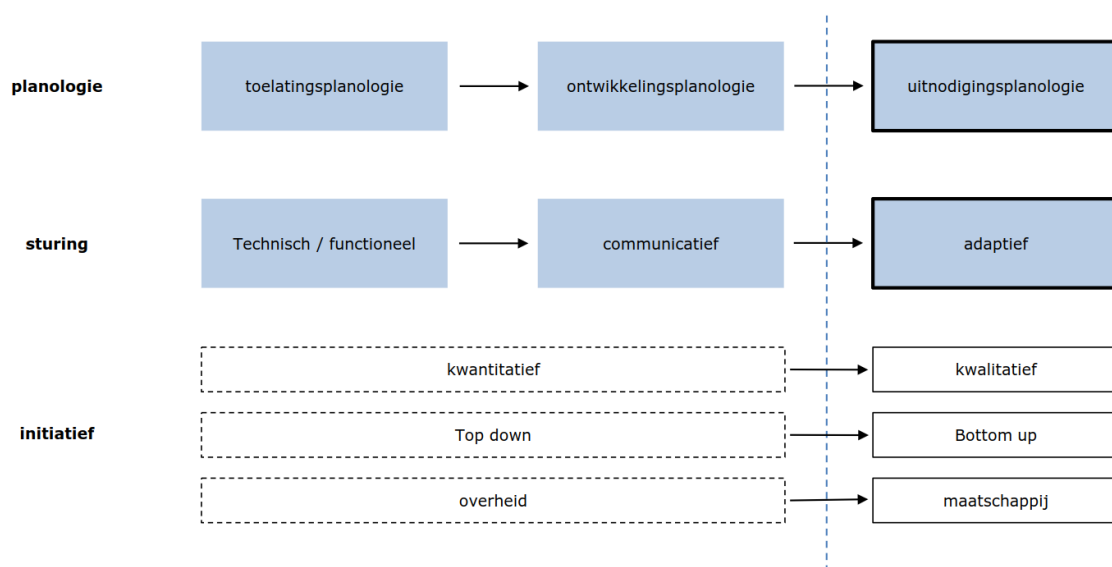 planologie
toelatingsplanologie
ontwikkelingsplanologie
uitnodigingsplanologie
sturing
Technisch / functioneel
communicatief
adaptief
initiatief
kwantitatief
kwalitatief
Top down
Bottom up
overheid
maatschappij